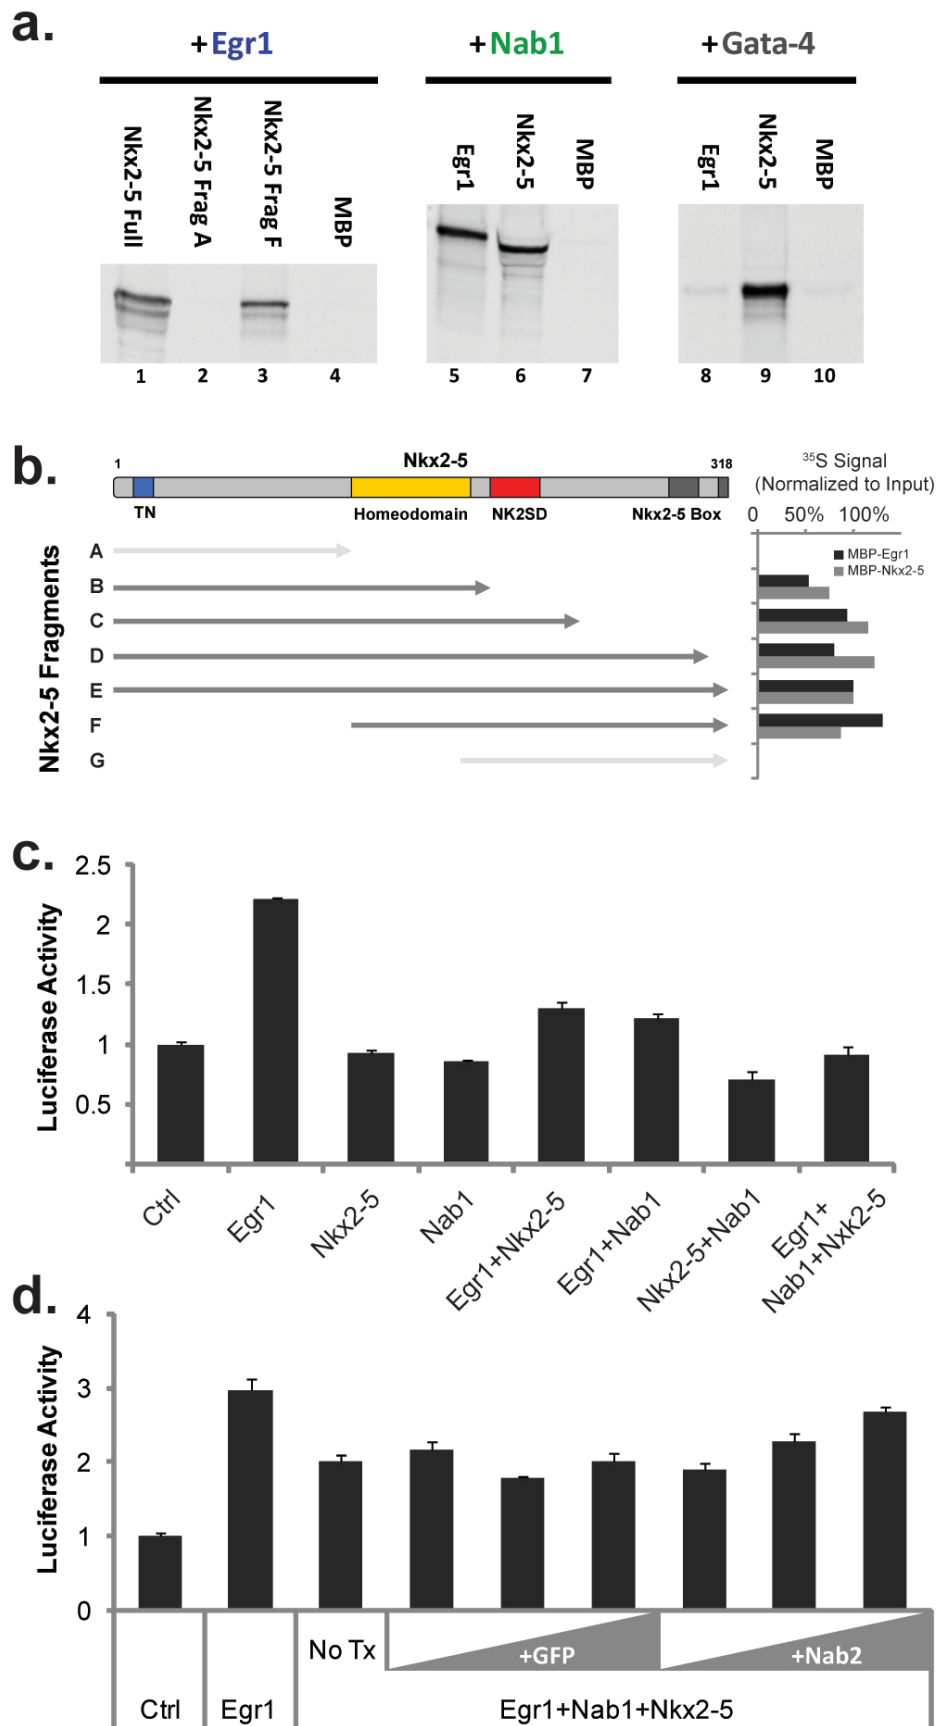 a.
+Egr1 +Nab1 +Gata-4
Nkx2-5 Full
Nkx2-5 Frag A
Nkx2-5 Frag F
MBP
Egr1
Nkx2-5
MBP
Egr1
Nkx2-5
MBP
1 2 3 4 5 6 7 8 9 10
b.
1 Nkx2-5 318
TN Homeodomain NK2SD Nkx2-5 Box
35S Signal
(Normalized to Input)
0 50% 100%
MBP-Egr1
MBP-Nkx2-5
Nkx2-5 Fragments
A
B
C
D
E
F
G
c.
Luciferase Activity
2.5
2
1.5
1
0.5
Ctrl
Egr1
Nkx2-5
Nab1
Egr1+Nkx2-5
Egr1+Nab1
Nkx2-5+Nab1
Egr1+
Nab1+Nxk2-5
d.
Luciferase Activity
4
3
2
1
0
No Tx +GFP +Nab2
Ctrl Egr1 Egr1+Nab1+Nkx2-5